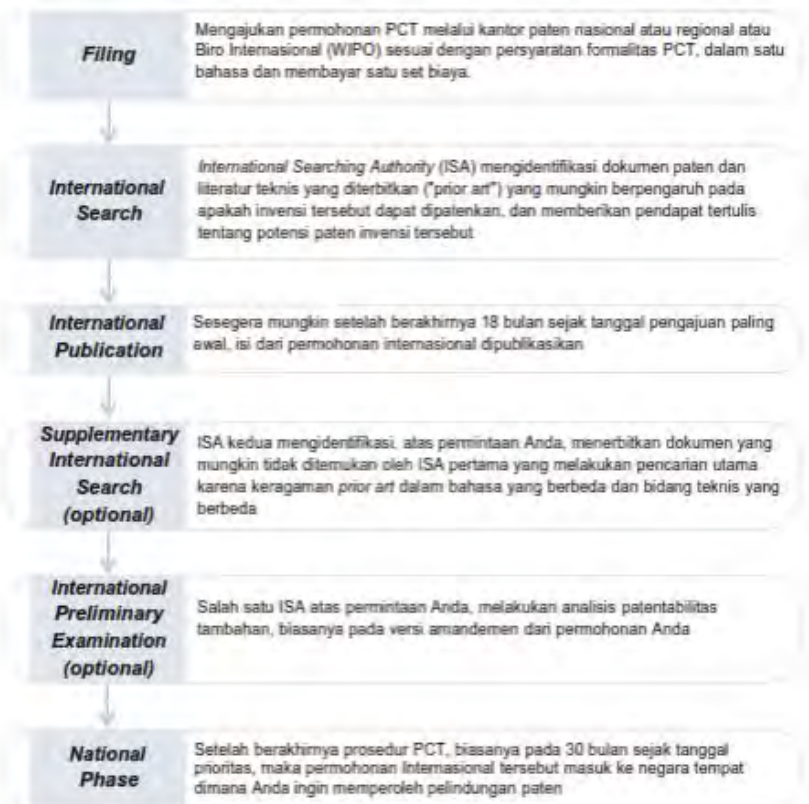 Filing
Mengajukan permohonan PCT melalui kantor paten nasional atau regional atau
Biro Internasional (WIPO) sesuai dengan persyaratan formalitas PCT, dalam satu
bahasa dan membayar satu set biaya.
International
Search
International Searching Authority (ISA) mengidentifikasi dokumen paten dan
literatur teknis yang diterbitkan ("prior art") yang mungkin berpengaruh pada
apakah invensi tersebut dapat dipatenkan, dan memberikan pendapat tertulis
tentang potensi paten invensi tersebut
International
Publication
Sesegera mungkin setelah berakhirnya 18 bulan sejak tanggal pengajuan paling
awal, isi dari permohonan internasional dipublikasikan
Supplementary
International
Search
(optional)
ISA kedua mengidentifikasi, atas permintaan Anda, menerbitkan dokumen yang
mungkin tidak ditemukan oleh ISA pertama yang melakukan pencarian utama
karena keragaman prior art dalam bahasa yang berbeda dan bidang teknis yang
berbeda
International
Preliminary
Examination
(optional)
Salah satu ISA atas permintaan Anda, melakukan analisis patentabilitas
tambahan, biasanya pada versi amandemen dari permohonan Anda
National
Phase
Setelah berakhirnya prosedur PCT, biasanya pada 30 bulan sejak tanggal
prioritas, maka permohonan Internasional tersebut masuk ke negara tempat
dimana Anda ingin memperoleh pelindungan paten